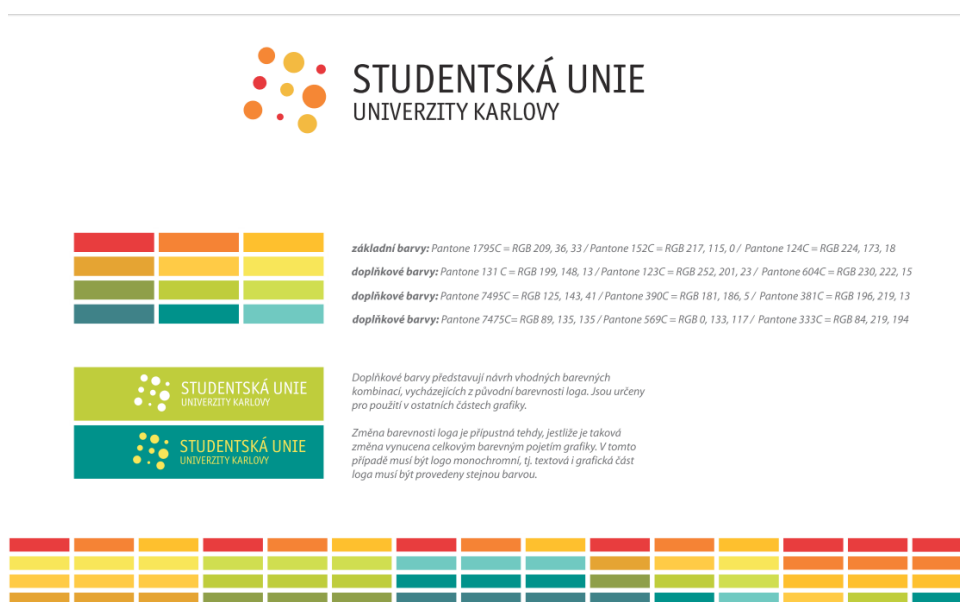 STUDENTSKÁ UNIE
UNIVERZITY KARLOVY
základní barvy: Pantone 1795C = RGB 209, 36, 33 / Pantone 152C = RGB 217, 115, 0 / Pantone 124C = RGB 224, 173, 18
doplňkové barvy: Pantone 131 C = RGB 199, 148, 13 / Pantone 123C = RGB 252, 201, 23 / Pantone 604C = RGB 230, 222, 15
doplňkové barvy: Pantone 7495C = RGB 125, 143, 41 / Pantone 390C = RGB 181, 186, 5 / Pantone 381C = RGB 196, 219, 13
doplňkové barvy: Pantone 7475C= RGB 89, 135, 135 / Pantone 569C = RGB 0, 133, 117 / Pantone 333C = RGB 84, 219, 194
STUDENTSKÁ UNIE
UNIVERZITY KARLOVY
STUDENTSKÁ UNIE
UNIVERZITY KARLOVY
Doplňkové barvy představují návrh vhodných barevných
kombinací, vycházejících z původní barevnosti loga. Jsou určeny
pro použití v ostatních částech grafiky.
Změna barevnosti loga je přípustná tehdy, jestliže je taková
změna vynucena celkovým barevným pojetím grafiky. V tomto
případě musí být logo monochromní, tj. textová i grafická část
loga musí být provedeny stejnou barvou.